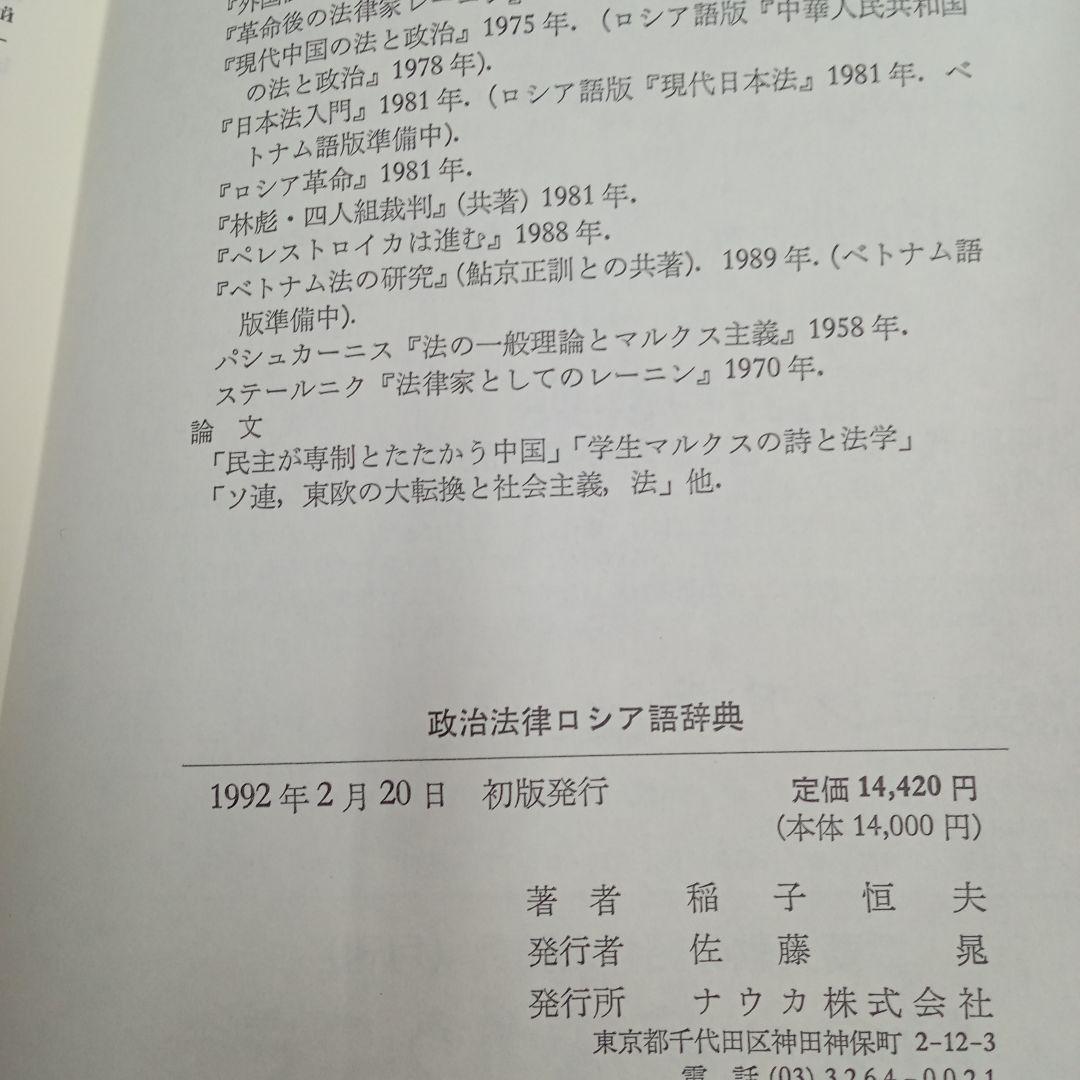 『革命後の法律家レーニン』
『現代中国の法と政治』1975年．（ロシア語版『中華人民共和国
の法と政治』1978年）．
『日本法入門』1981年．（ロシア語版『現代日本法』1981年．ベ
トナム語版準備中）．
『ロシア革命』1981年．
『林彪・四人組裁判』（共著）1981年．
『ペレストロイカは進む』1988年．
『ベトナム法の研究』（鮎京正訓との共著）．1989年．（ベトナム語
版準備中）．
パシュカーニス『法の一般理論とマルクス主義』1958年．
ステールニク『法律家としてのレーニン』1970年．
論　文
「民主が専制とたたかう中国」「学生マルクスの詩と法学」
「ソ連，東欧の大転換と社会主義，法」他．
政治法律ロシア語辞典
1992年2月20日　初版発行　定価14,420円
（本体14,000円）
著　者　稲子恒夫
発行者　佐藤　晃
発行所　ナウカ株式会社
東京都千代田区神田神保町 2-12-3
電　話 (03) 3264-0021